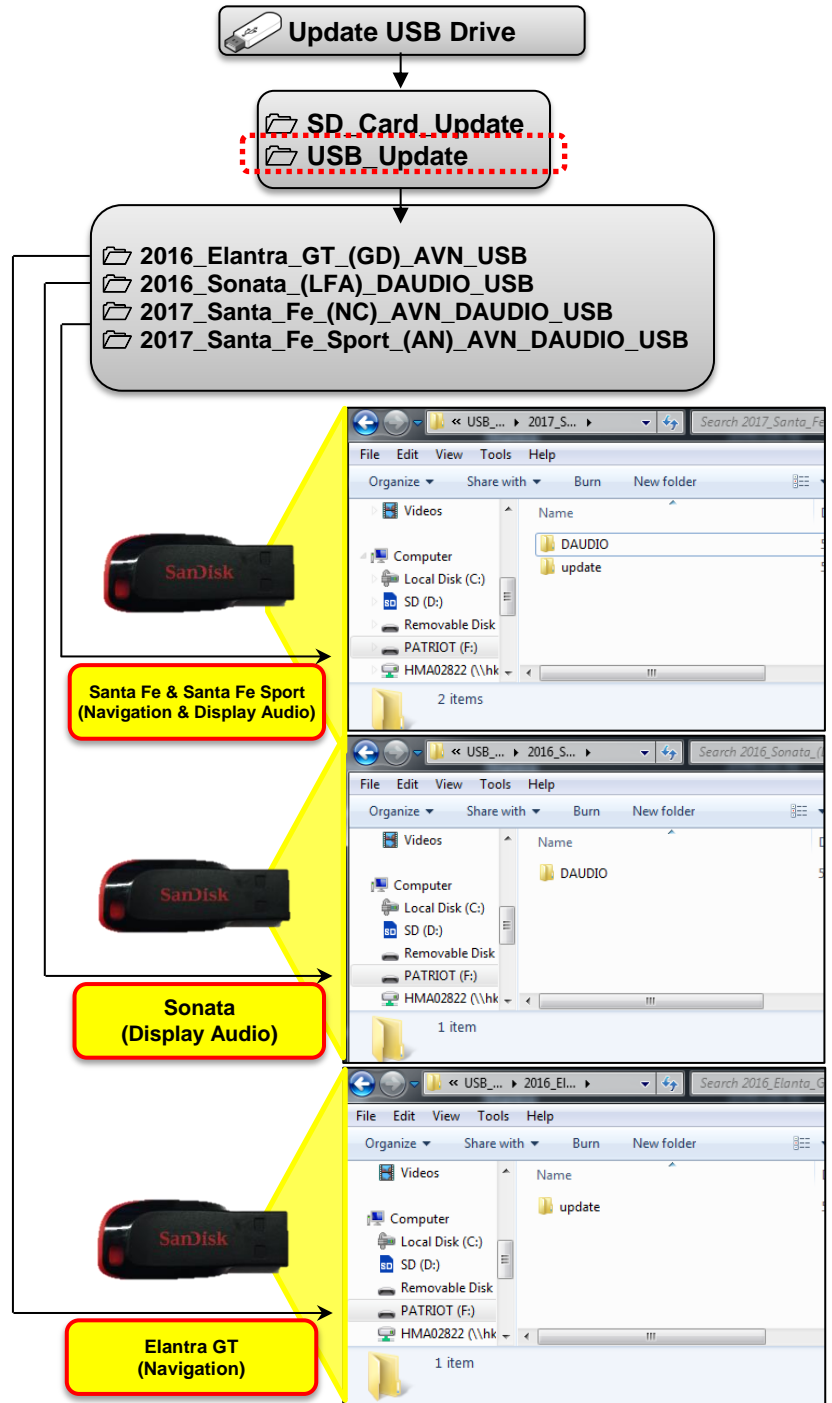 Update USB Drive
SD_Card_Update
USB_Update
2016_Elantra_GT_(GD)_AVN_USB
2016_Sonata_(LFA)_DAUDIO_USB
2017_Santa_Fe_(NC)_AVN_DAUDIO_USB
2017_Santa_Fe_Sport_(AN)_AVN_DAUDIO_USB
« USB_... 2017_S... Search 2017_Santa_Fe
File Edit View Tools Help
Organize Share with Burn New folder
Videos Name
DAUDIO
Computer update
Local Disk (C:)
SD (D:)
Removable Disk
PATRIOT (F:)
HMA02822 (\\hk
2 items
SanDisk
Santa Fe & Santa Fe Sport
(Navigation & Display Audio)
« USB_... 2016_S... Search 2016_Sonata_(L
File Edit View Tools Help
Organize Share with Burn New folder
Videos Name
DAUDIO
Computer
Local Disk (C:)
SD (D:)
Removable Disk
PATRIOT (F:)
HMA02822 (\\hk
1 item
SanDisk
Sonata
(Display Audio)
« USB_... 2016_El... Search 2016_Elanta_G
File Edit View Tools Help
Organize Share with Burn New folder
Videos Name
update
Computer
Local Disk (C:)
SD (D:)
Removable Disk
PATRIOT (F:)
HMA02822 (\\hk
1 item
SanDisk
Elantra GT
(Navigation)